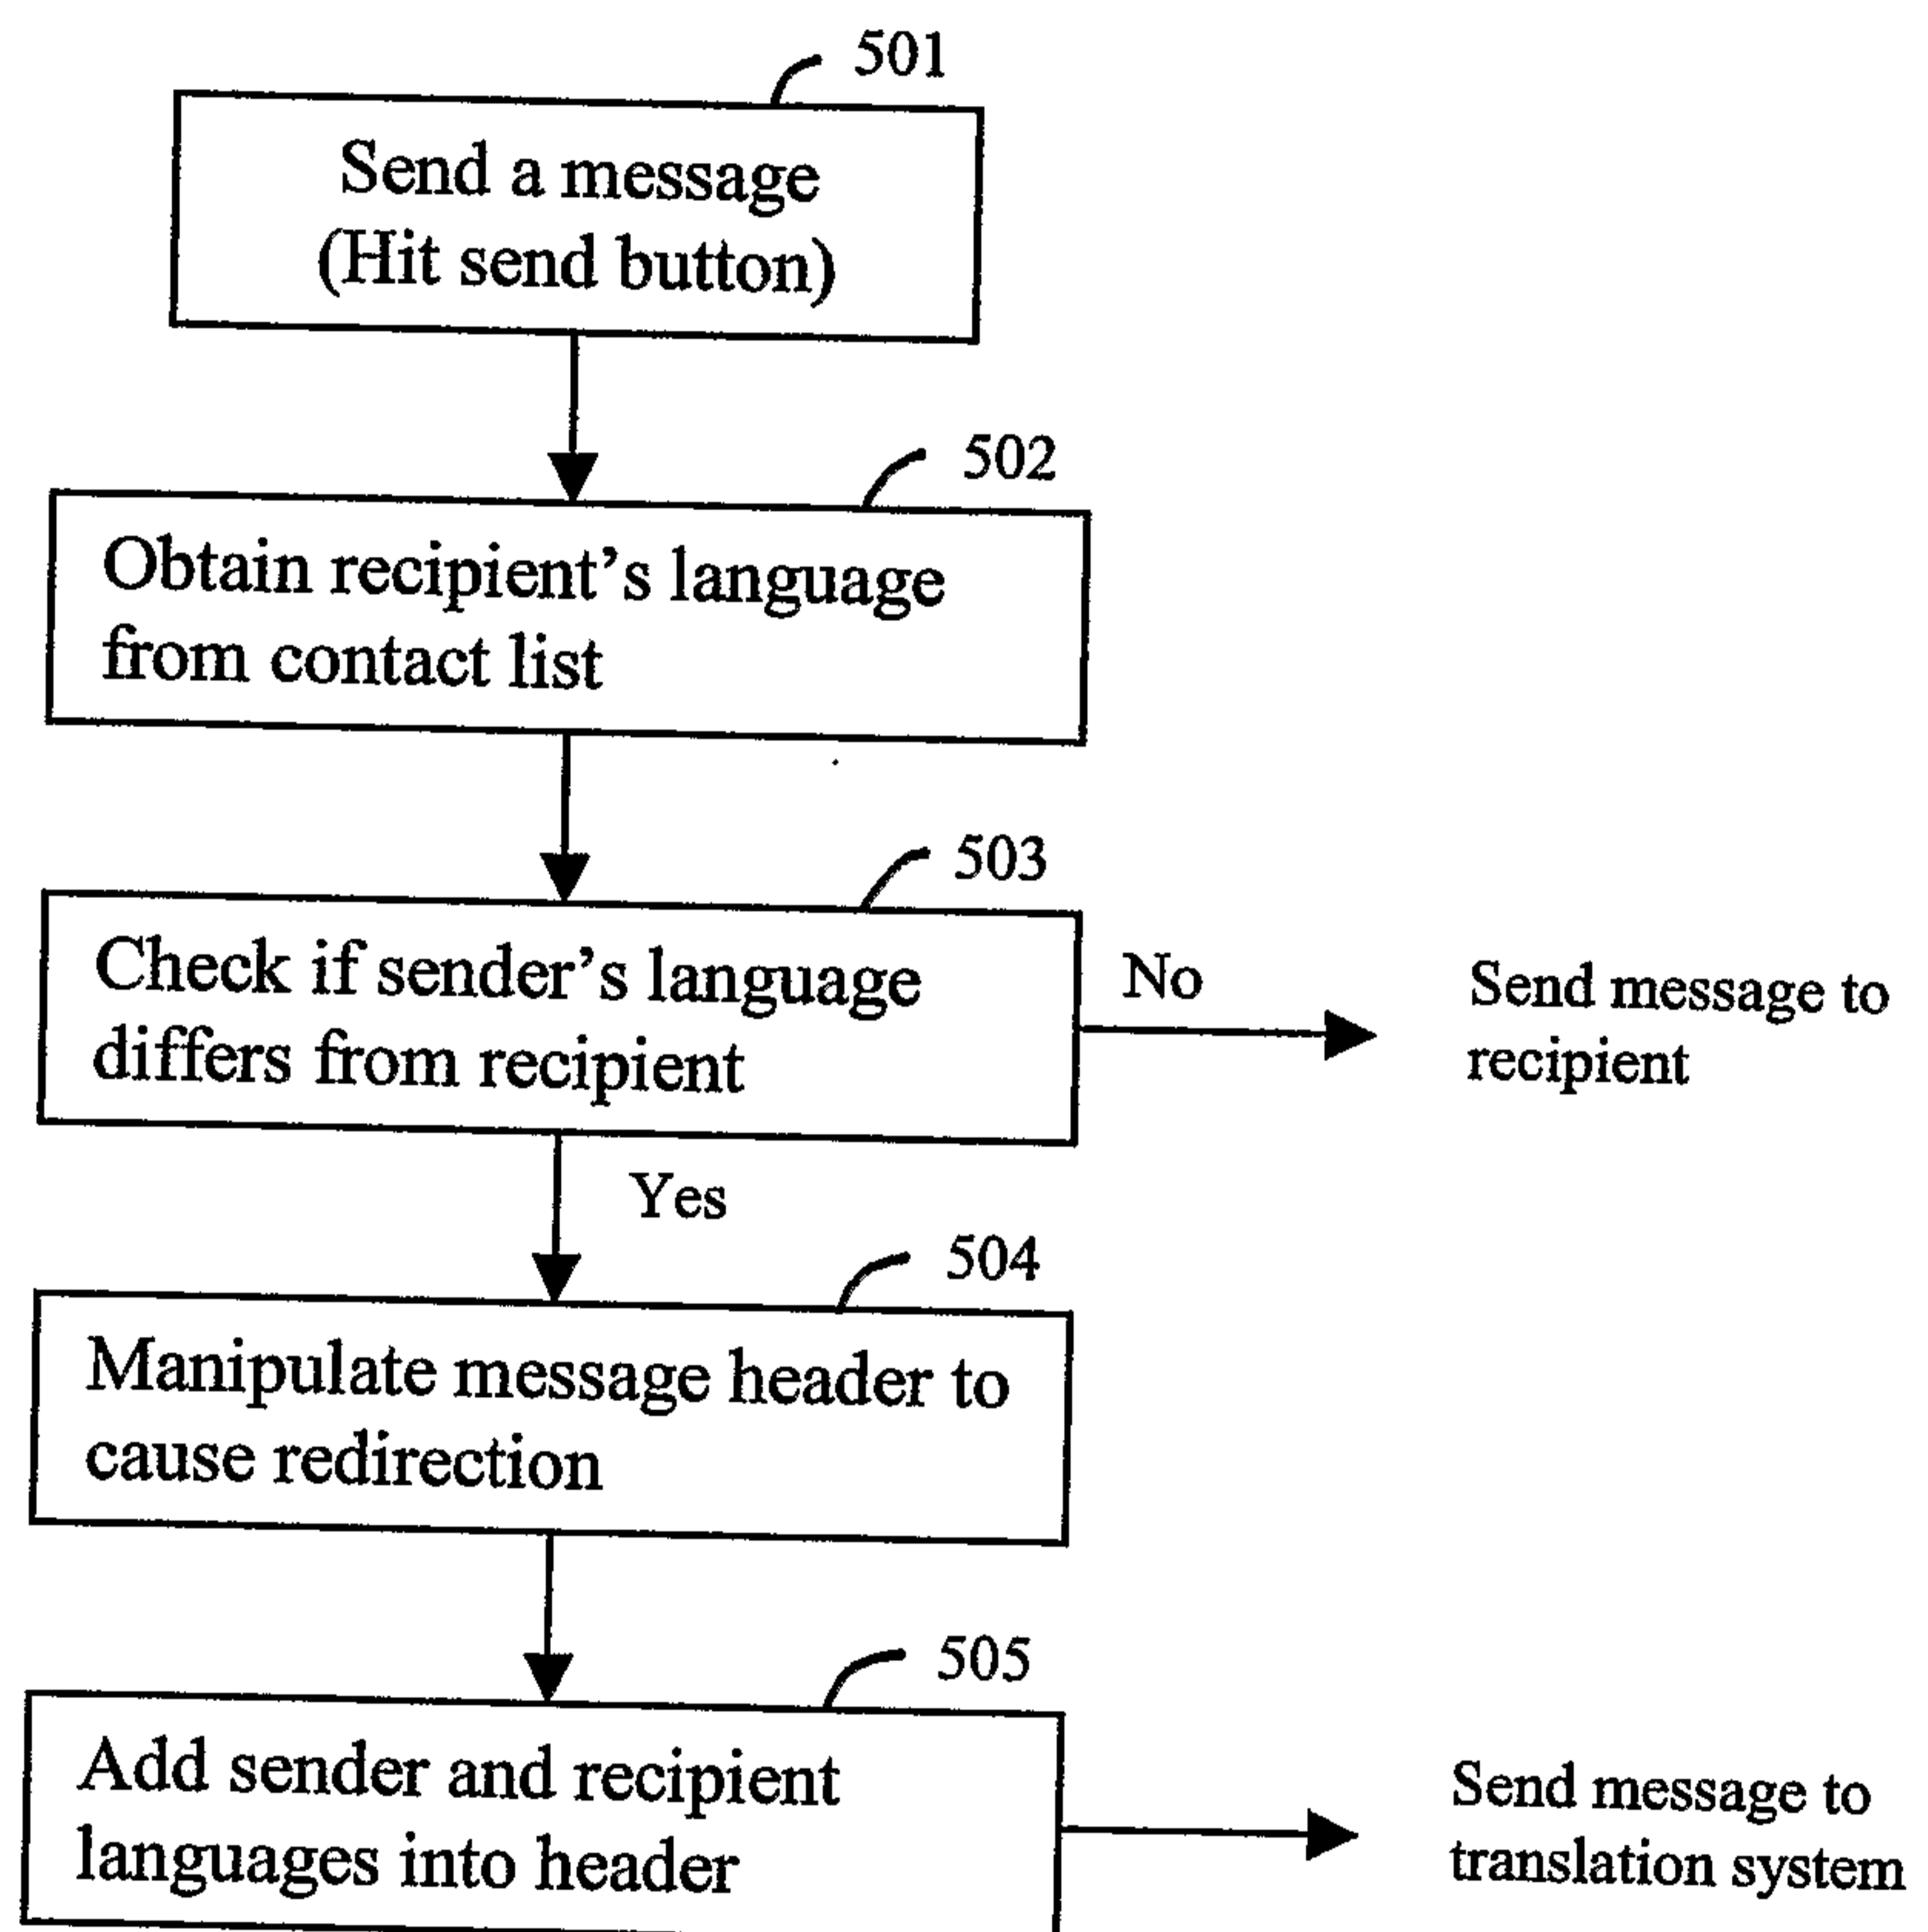 501
Send a message
(Hit send button)
502
Obtain recipient's language
from contact list
503
Check if sender's language
differs from recipient
No
Send message to
recipient
Yes
504
Manipulate message header to
cause redirection
505
Add sender and recipient
languages into header
Send message to
translation system